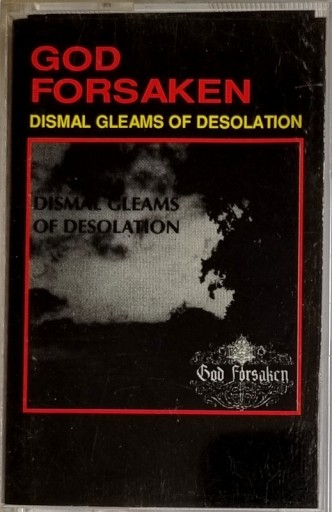 GOD
FORSAKEN
DISMAL GLEAMS OF DESOLATION
DISMAL GLEAMS
OF DESOLATION
God Forsaken